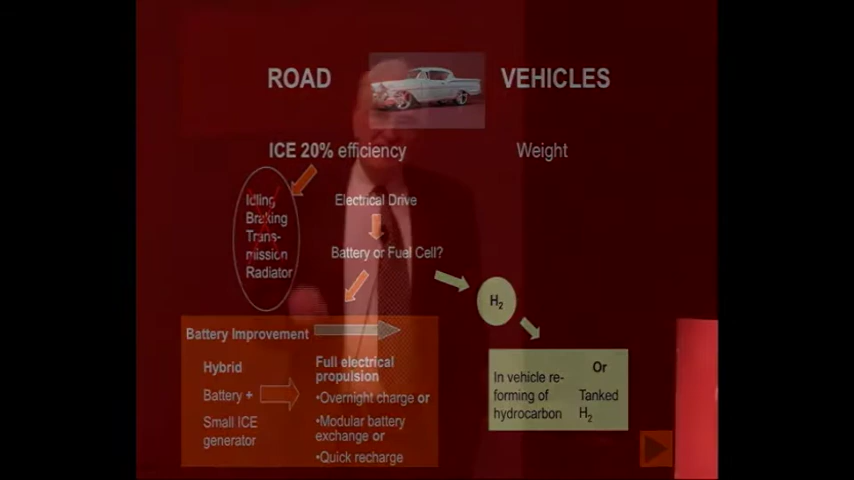 ROAD VEHICLES
ICE 20% efficiency
Weight
Idling
Braking
Trans-
mission
Radiator
Electrical Drive
Battery or Fuel Cell?
H₂
Battery Improvement
Hybrid
Battery +
Small ICE
generator
Full electrical
propulsion
•Overnight charge or
•Modular battery
exchange or
•Quick recharge
In vehicle re-
forming of
hydrocarbon
Or
Tanked
H₂